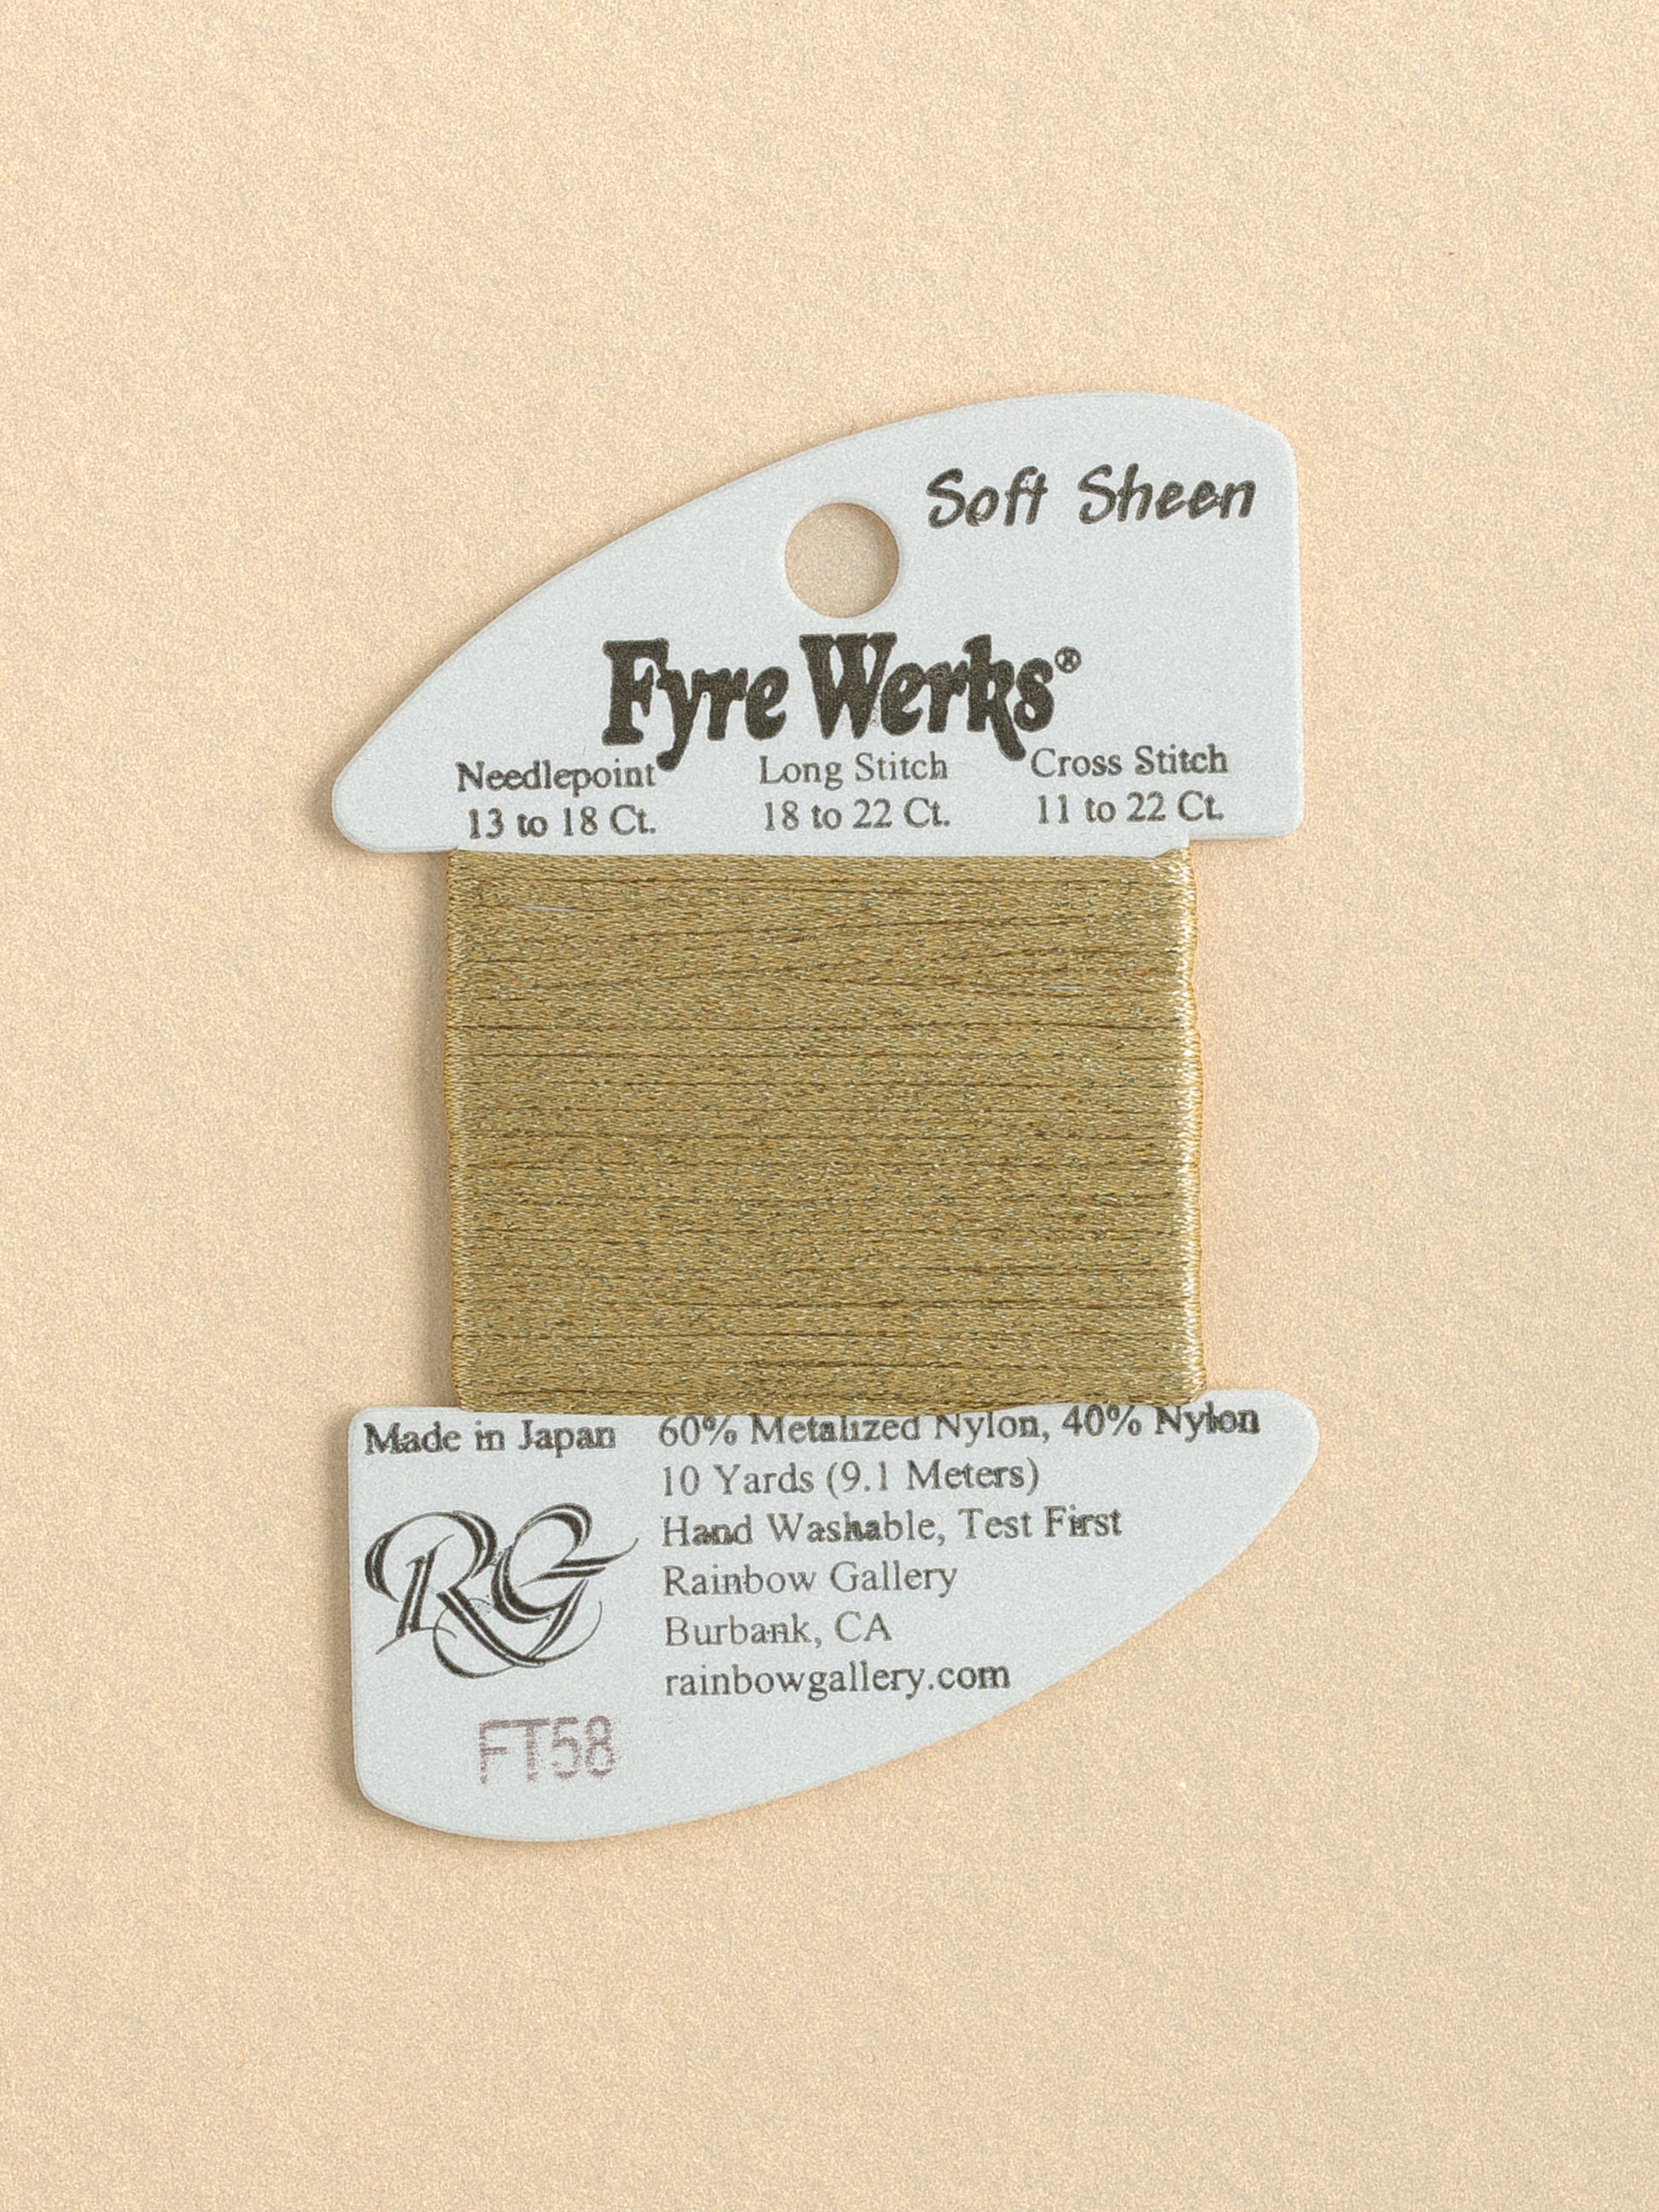 Soft Sheen
Fyre Werks®
Needlepoint Long Stitch Cross Stitch
13 to 18 Ct. 18 to 22 Ct. 11 to 22 Ct.
Made in Japan 60% Metalized Nylon, 40% Nylon
10 Yards (9.1 Meters)
Hand Washable, Test First
Rainbow Gallery
Burbank, CA
rainbowgallery.com
RG
FT58